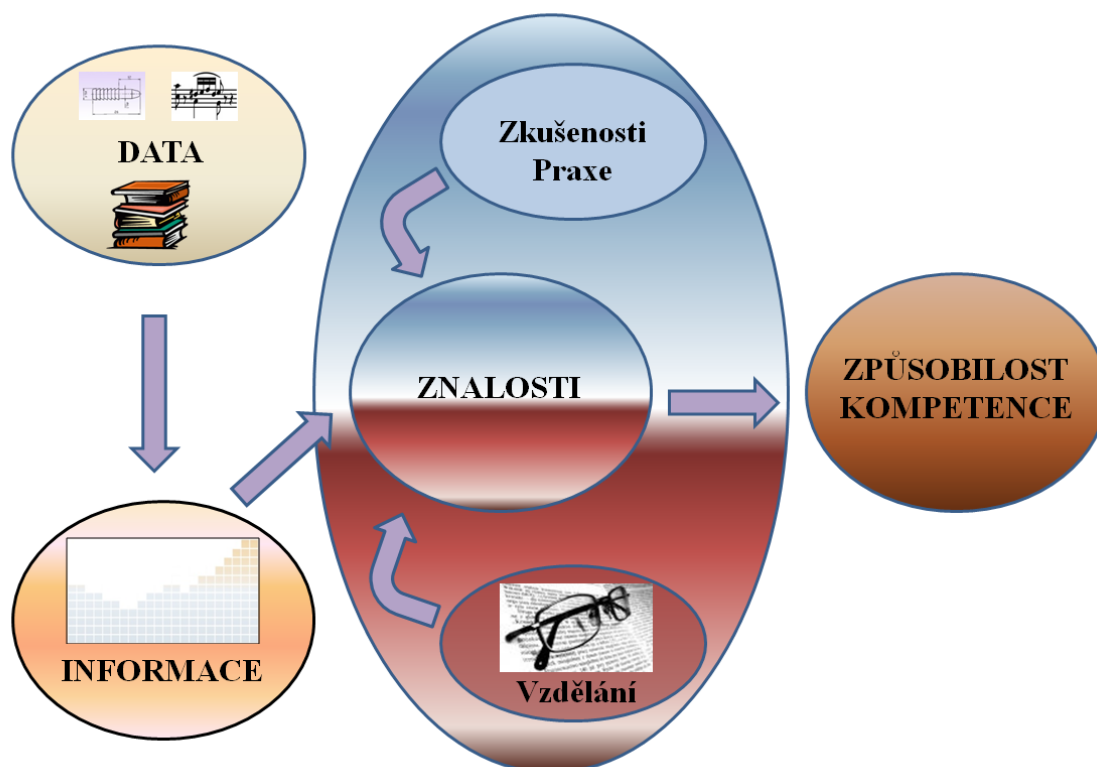 DATA
Zkušenosti
Praxe
ZNALOSTI
ZPŮSOBILOST
KOMPETENCE
INFORMACE
Vzdělání